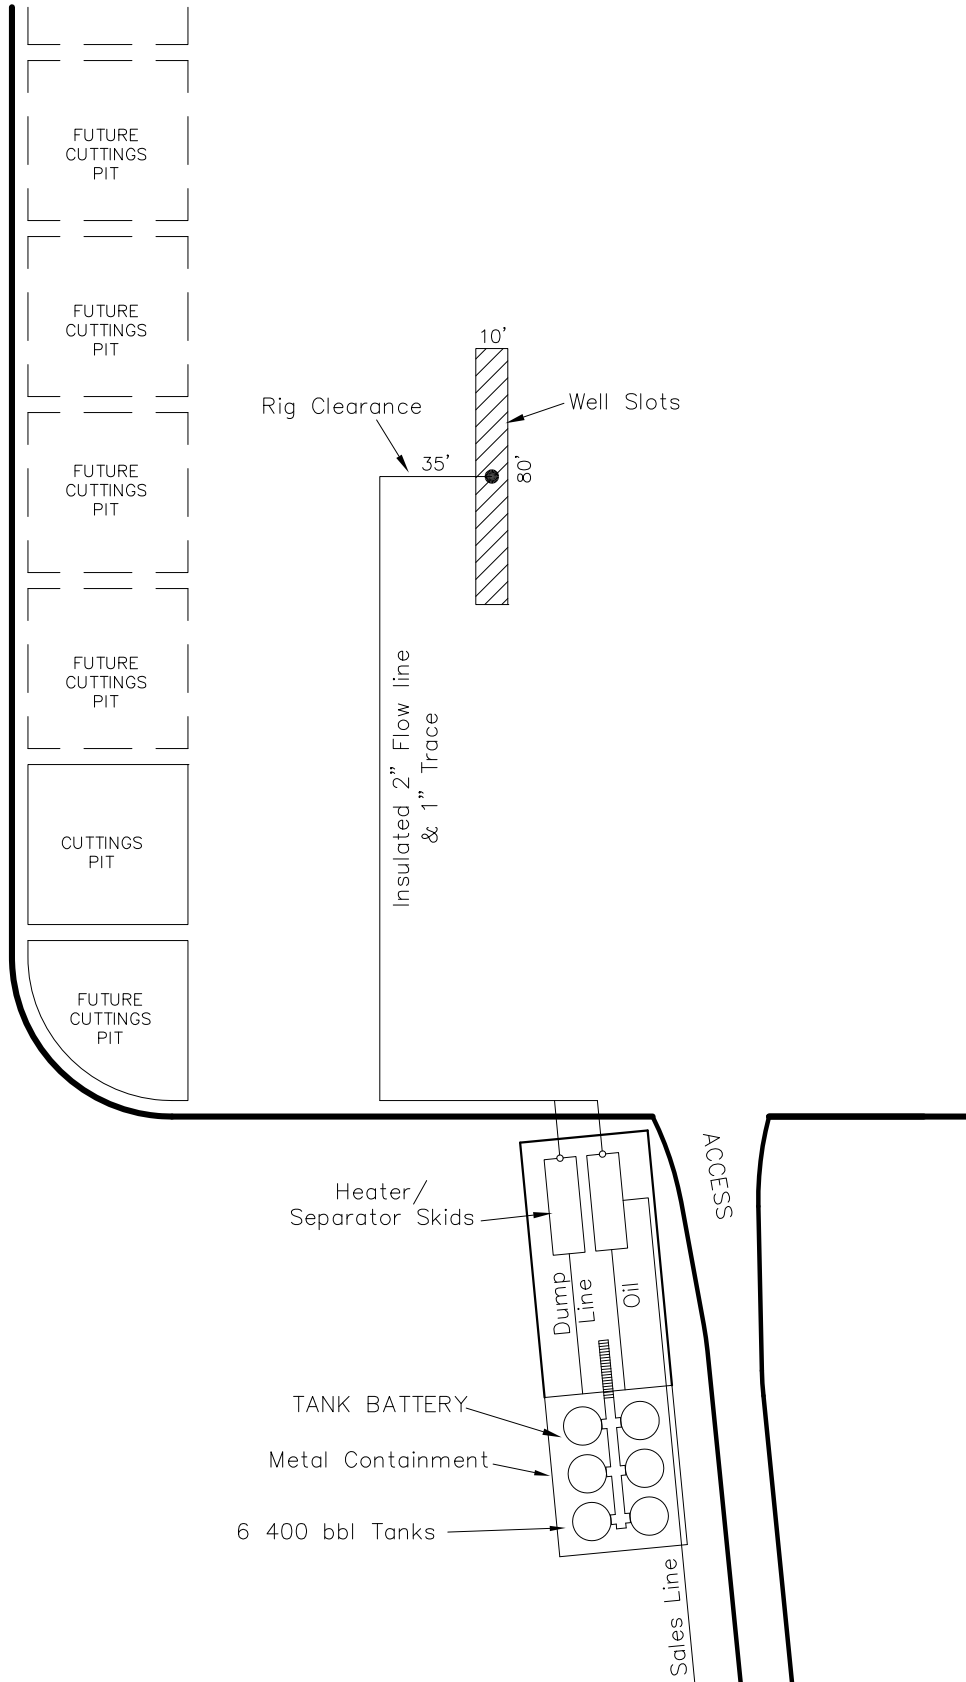 FUTURE
CUTTINGS
PIT
FUTURE
CUTTINGS
PIT
10'
Rig Clearance
Well Slots
35'
80'
FUTURE
CUTTINGS
PIT
FUTURE
CUTTINGS
PIT
Insulated 2" Flow line
& 1" Trace
CUTTINGS
PIT
FUTURE
CUTTINGS
PIT
ACCESS
Heater/
Separator Skids
Dump
Line
Oil
TANK BATTERY
Metal Containment
6 400 bbl Tanks
Sales Line